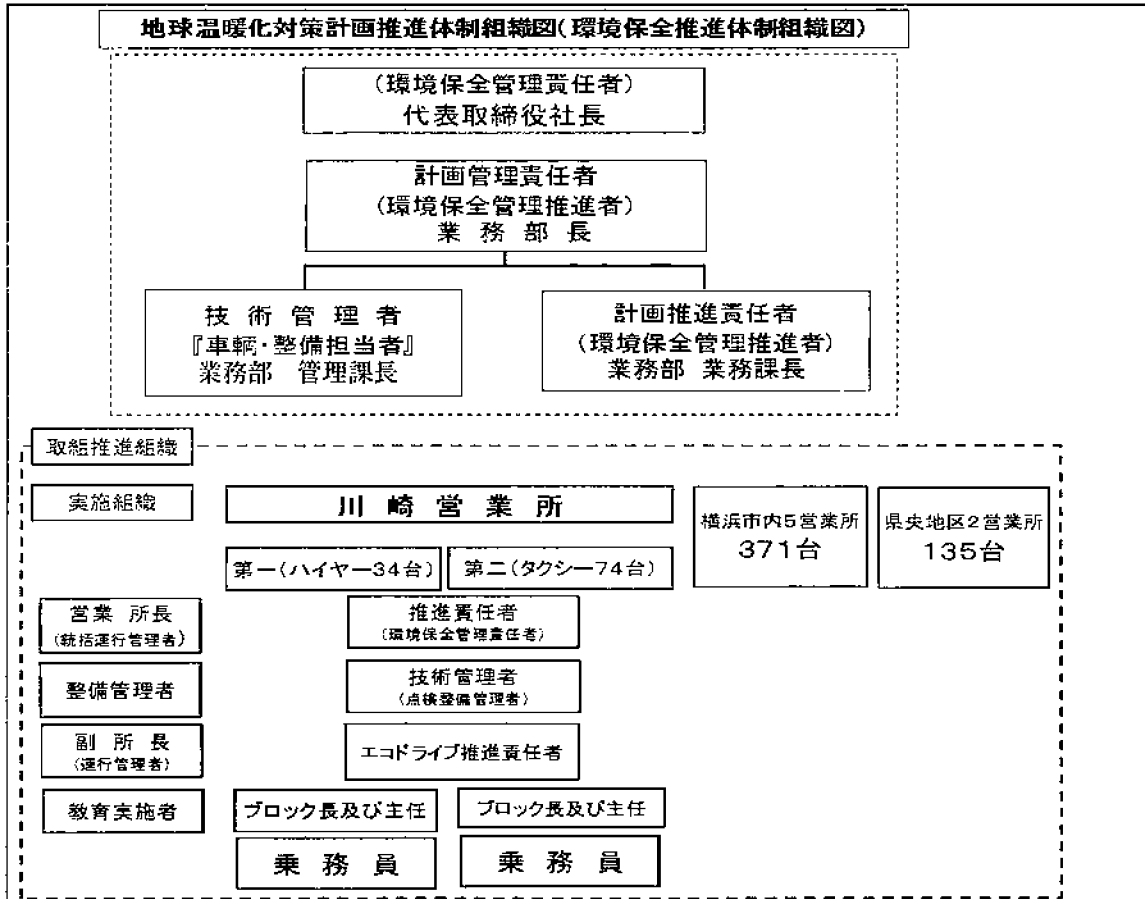 地球温暖化対策計画推進体制組織図(環境保全推進体制組織図)
(環境保全管理責任者)
代表取締役社長
計画管理責任者
(環境保全管理推進者)
業務部長
技術管理者
『車輌・整備担当者』
業務部 管理課長
計画推進責任者
(環境保全管理推進者)
業務部 業務課長
取組推進組織
実施組織
川崎営業所
横浜市内5営業所
371台
県央地区2営業所
135台
第一(ハイヤー34台)
第二(タクシー74台)
営業所長
(統括運行管理者)
推進責任者
(環境保全管理責任者)
整備管理者
技術管理者
(点検整備管理者)
副所長
(運行管理者)
エコドライブ推進責任者
教育実施者
ブロック長及び主任
ブロック長及び主任
乗務員
乗務員